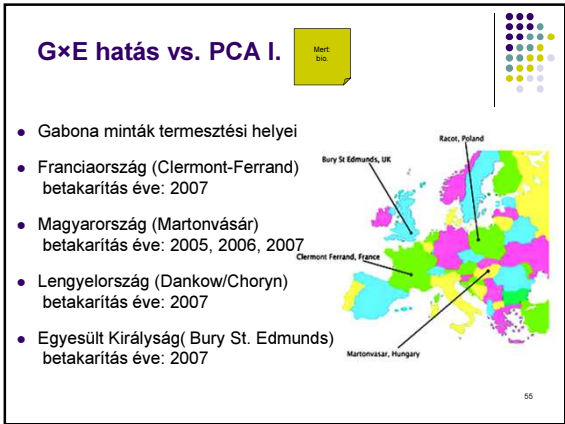 G×E hatás vs. PCA I.
Mert:
bio.
Gabona minták termesztési helyei
Franciaország (Clermont-Ferrand)
betakarítás éve: 2007
Magyarország (Martonvásár)
betakarítás éve: 2005, 2006, 2007
Lengyelország (Dankow/Choryn)
betakarítás éve: 2007
Egyesült Királyság( Bury St. Edmunds)
betakarítás éve: 2007
Racot, Poland
Bury St Edmunds, UK
Clermont Ferrand, France
Martonvasar, Hungary
55